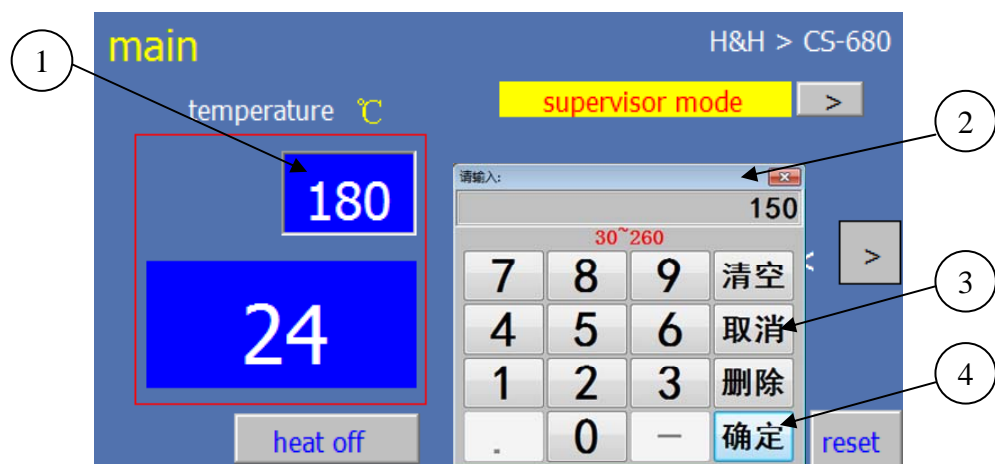 main
H&H > CS-680
1
temperature ℃
supervisor mode
>
2
180
请输入:
150
30~260
7 8 9 清空
< >
3
24
4 5 6 取消
1 2 3 删除
4
heat off
. 0 — 确定
reset